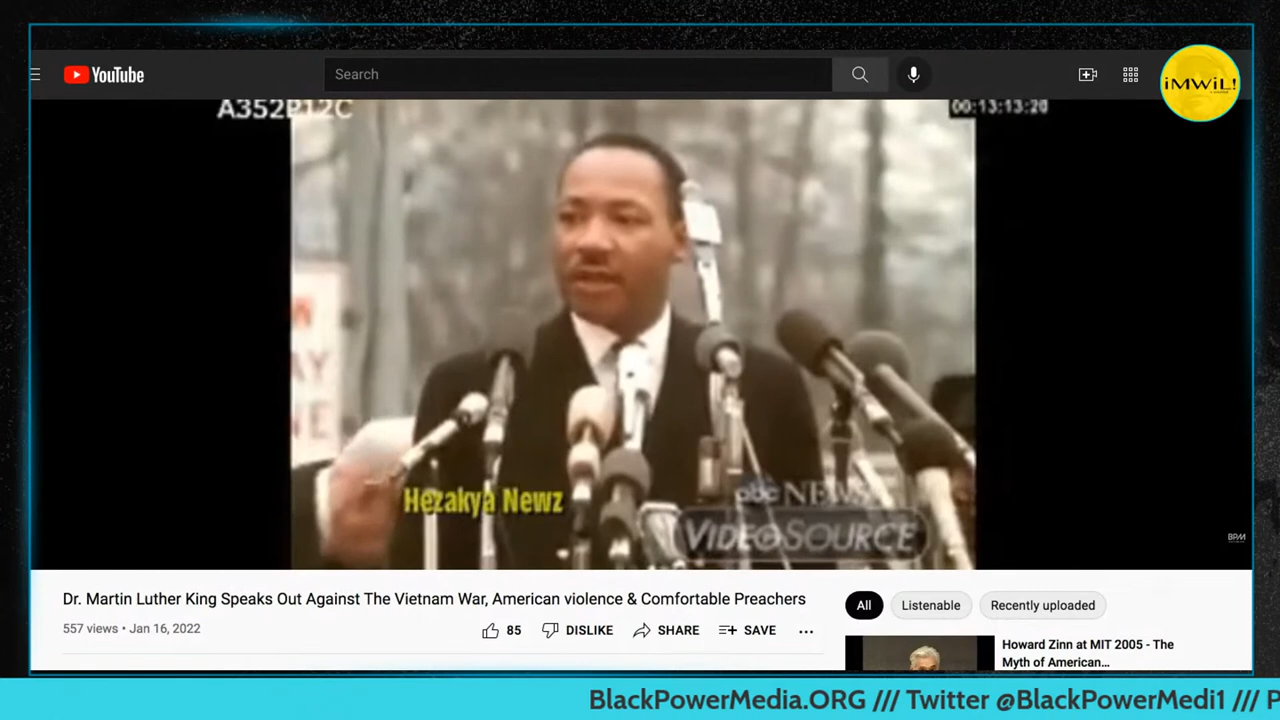 YouTube
Search
iMWiL!
A352P12C
00:13:13:20
AY
NE
Hezakya Newz
abc NEWS
VIDEOSOURCE
BPM
Dr. Martin Luther King Speaks Out Against The Vietnam War, American violence & Comfortable Preachers
557 views • Jan 16, 2022
85
DISLIKE
SHARE
SAVE
All
Listenable
Recently uploaded
Howard Zinn at MIT 2005 - The
Myth of American...
BlackPowerMedia.ORG /// Twitter @BlackPowerMedi1 /// P